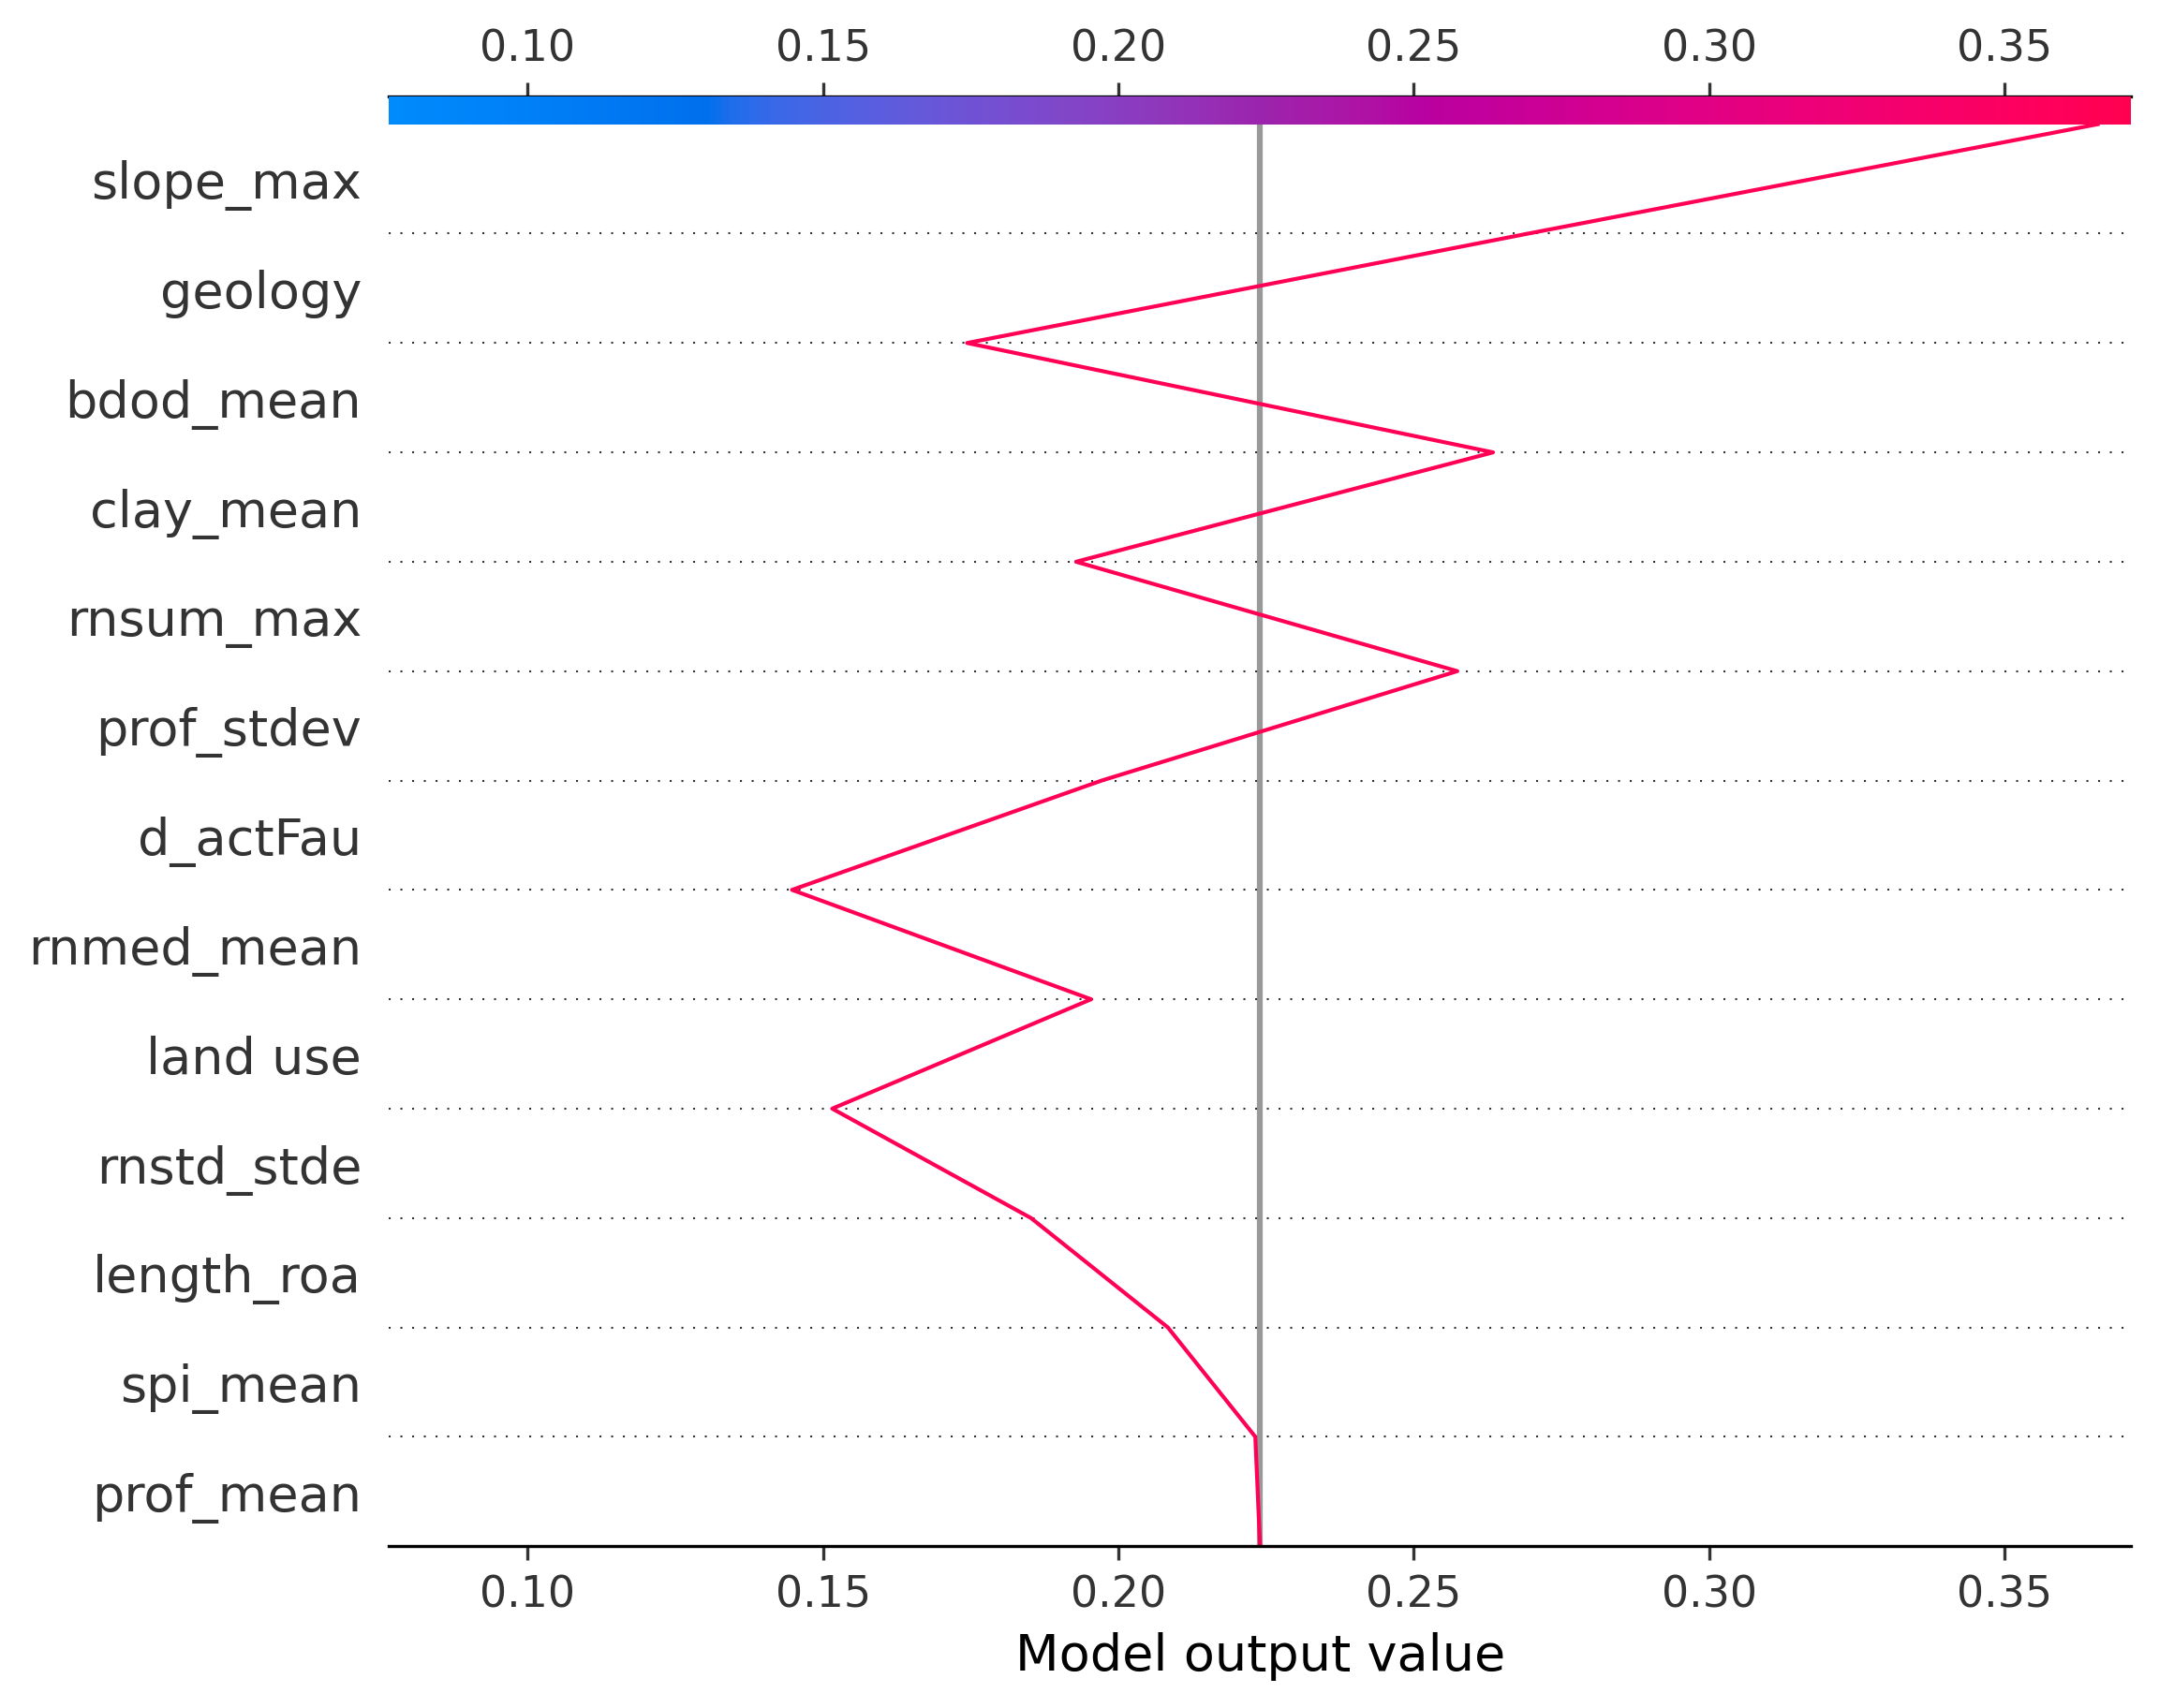 0.10 0.15 0.20 0.25 0.30 0.35
slope_max
geology
bdod_mean
clay_mean
rnsum_max
prof_stdev
d_actFau
rnmed_mean
land use
rnstd_stde
length_roa
spi_mean
prof_mean
0.10 0.15 0.20 0.25 0.30 0.35
Model output value